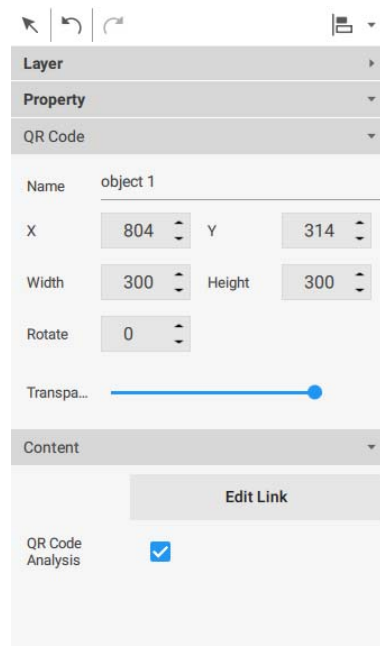 Layer
Property
QR Code
Name object 1
X 804 Y 314
Width 300 Height 300
Rotate 0
Transpa...
Content
Edit Link
QR Code
Analysis